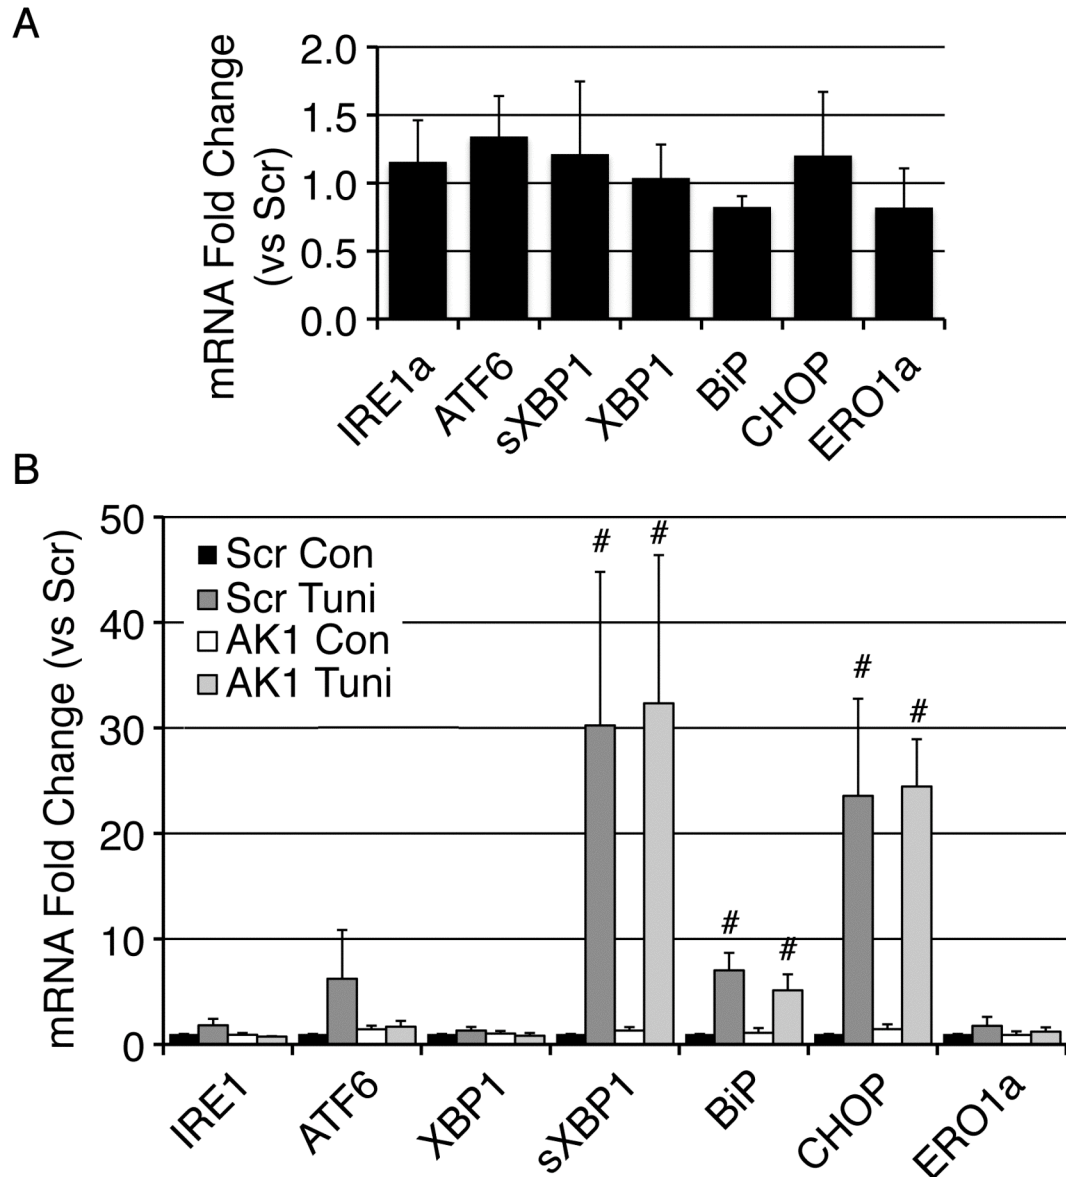 A
mRNA Fold Change
(vs Scr)
2.0
1.5
1.0
0.5
0.0
IRE1a
ATF6
sXBP1
XBP1
BiP
CHOP
ERO1a
B
mRNA Fold Change (vs Scr)
50
40
30
20
10
0
Scr Con
Scr Tuni
AK1 Con
AK1 Tuni
# #
# #
# #
IRE1
ATF6
XBP1
sXBP1
BiP
CHOP
ERO1a